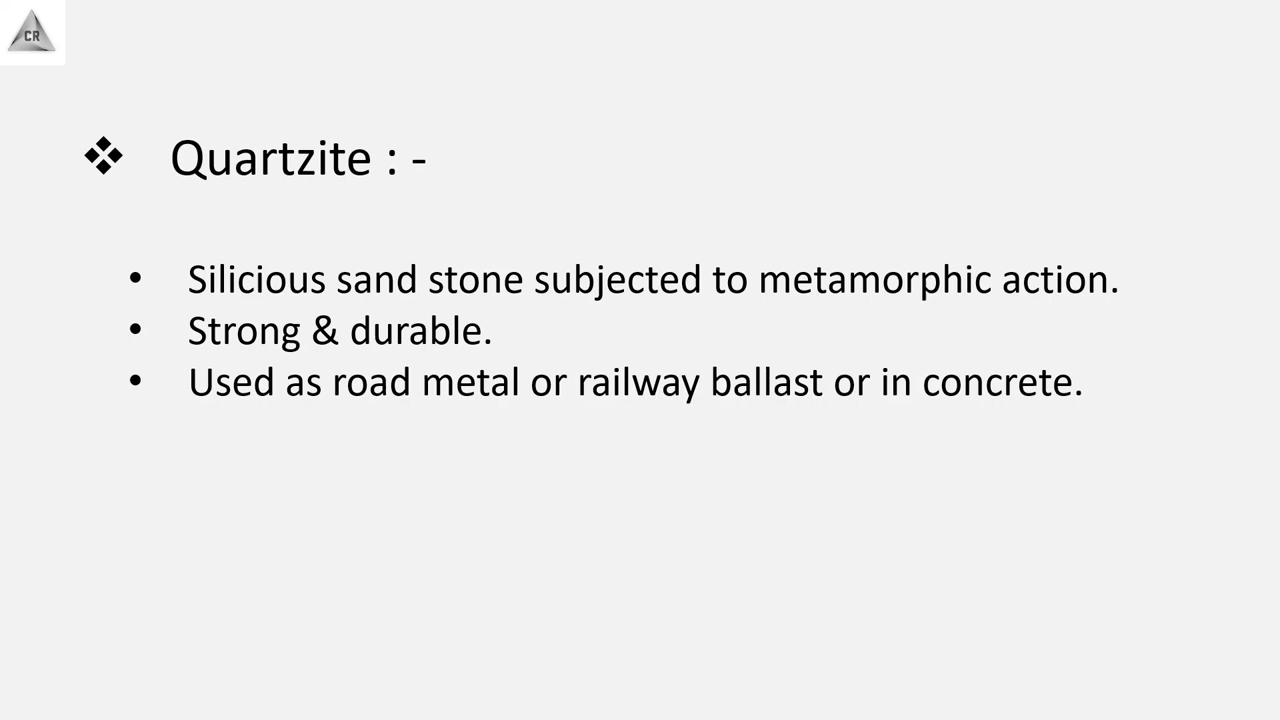 CR
❖ Quartzite : -
• Silicious sand stone subjected to metamorphic action.
• Strong & durable.
• Used as road metal or railway ballast or in concrete.